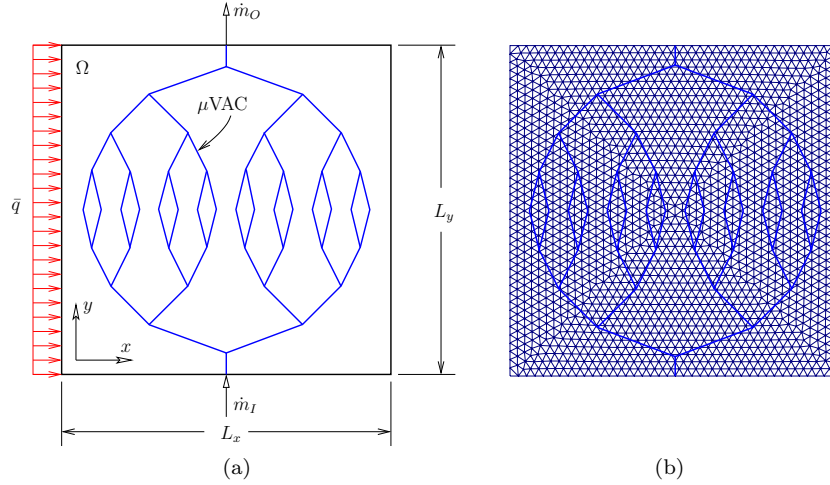 ṁ_O
Ω
μVAC
q̄
L_y
y
x
ṁ_I
L_x
(a)
(b)